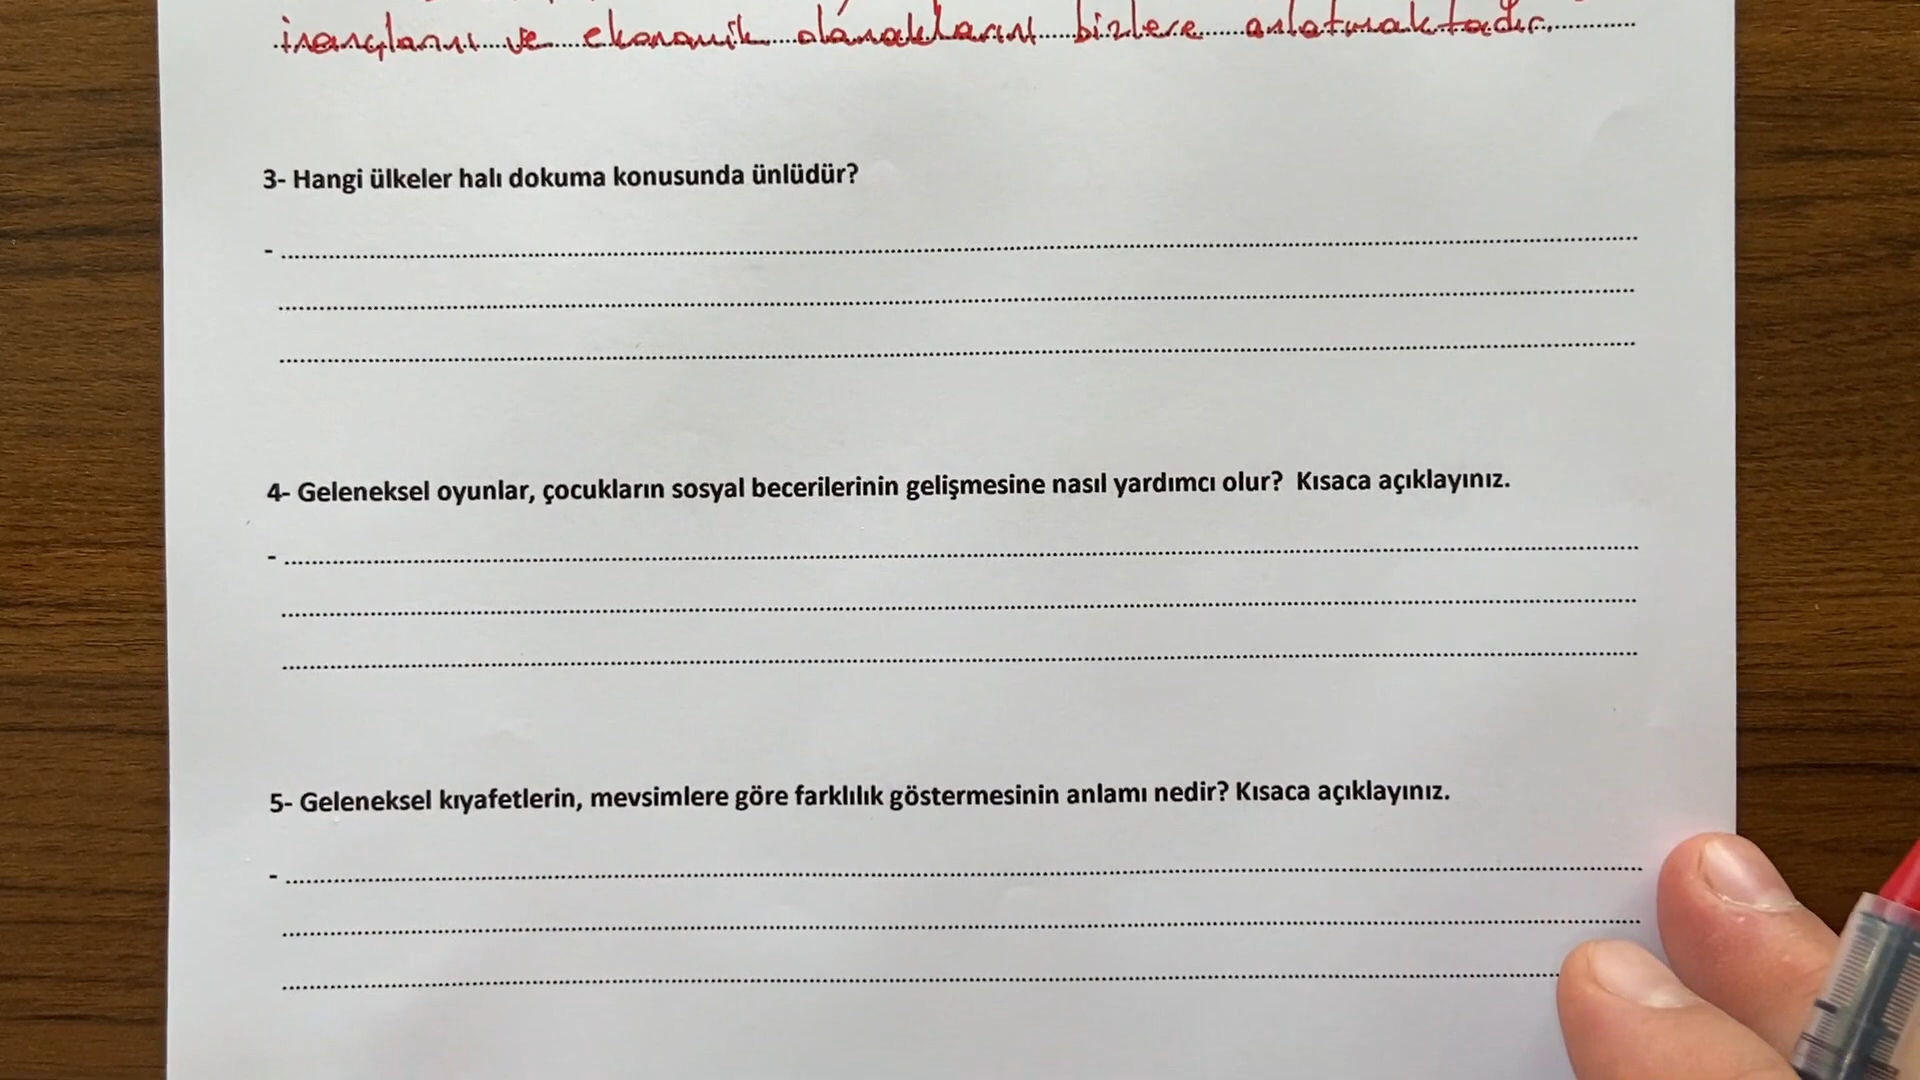 inançlarını ve ekonomik olanaklarını bizlere anlatmaktadır.
3- Hangi ülkeler halı dokuma konusunda ünlüdür?
-
4- Geleneksel oyunlar, çocukların sosyal becerilerinin gelişmesine nasıl yardımcı olur? Kısaca açıklayınız.
-
5- Geleneksel kıyafetlerin, mevsimlere göre farklılık göstermesinin anlamı nedir? Kısaca açıklayınız.
-